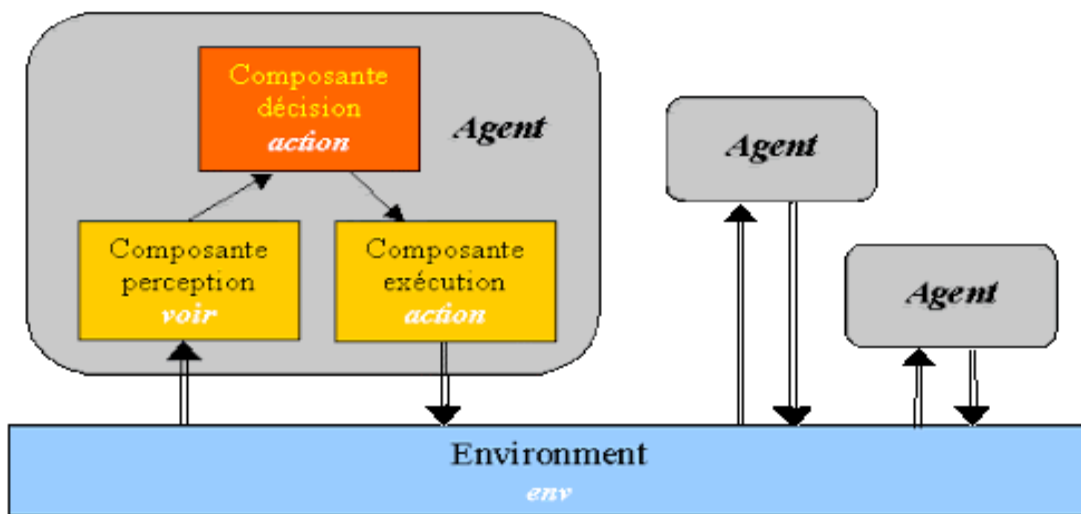 Composante
décision
action
Agent
Composante
perception
voir
Composante
exécution
action
Agent
Agent
Environment
env